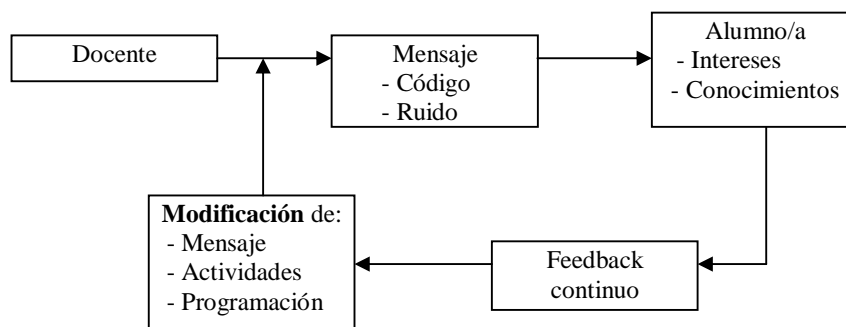 Docente
Mensaje
- Código
- Ruido
Alumno/a
- Intereses
- Conocimientos
Modificación de:
- Mensaje
- Actividades
- Programación
Feedback
continuo